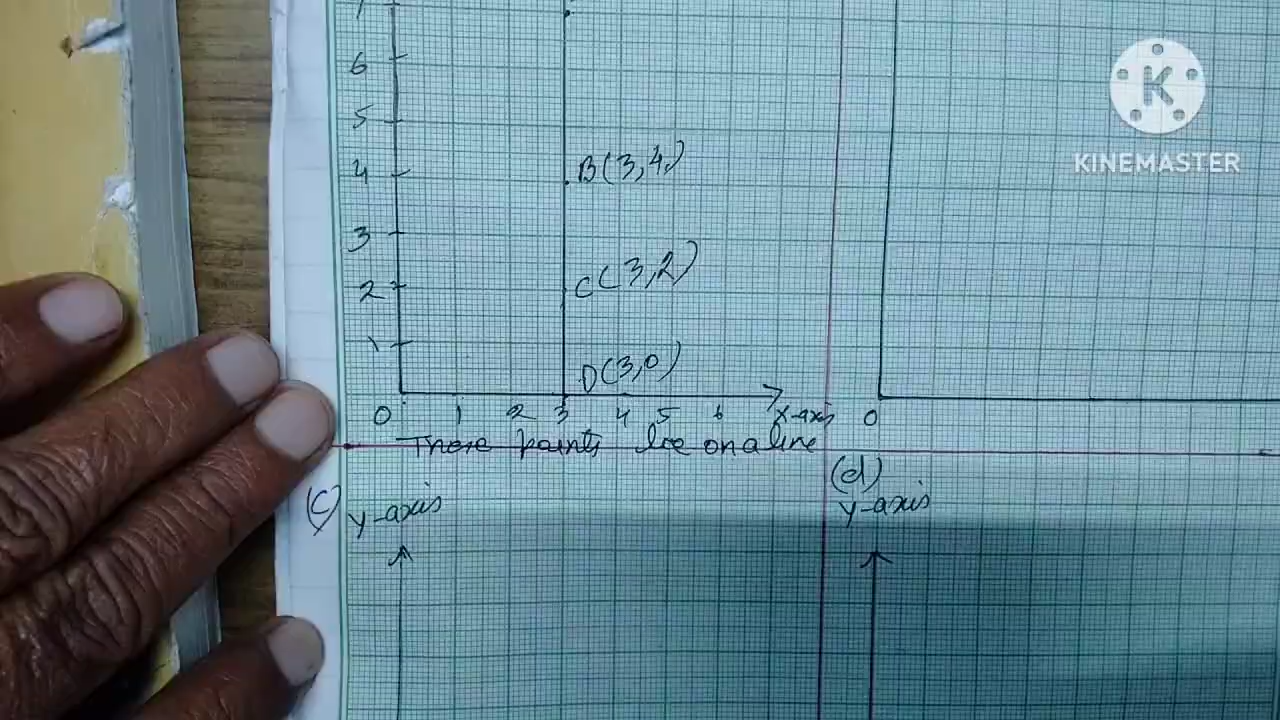 7
6
5
4
B(3,4)
3
2
C(3,2)
1
D(3,0)
0 1 2 3 4 5 6 X-axis
0
These points lie on a line
(c)
Y-axis
(d)
Y-axis
K
KINEMASTER